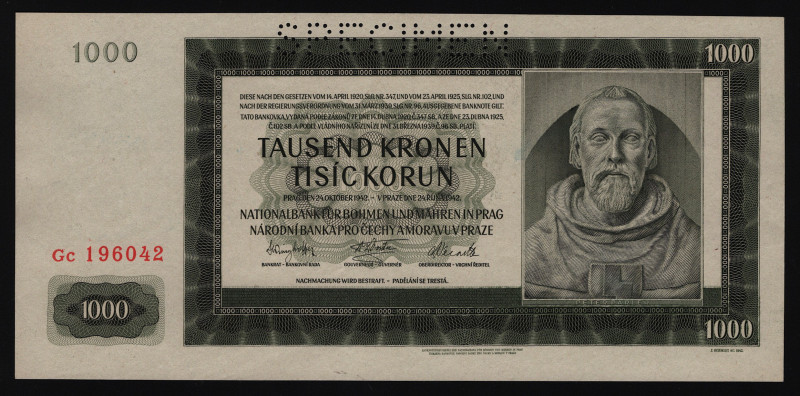 SPECIMEN
1000
1000
DIESE NACH DEN GESETZEN VOM 14. APRIL 1920, SLG. NR. 347, UND VOM 23. APRIL 1925, SLG. NR. 102, UND
NACH DER REGIERUNGSVERORDNUNG VOM 31. MÄRZ 1939, SLG. NR. 96, AUSGEGEBENE BANKNOTE GILT.
TATO BANKOVKA, VYDANÁ PODLE ZÁKONŮ ZE DNE 14. DUBNA 1920 Č. 347 SB. A ZE DNE 23. DUBNA 1925,
Č. 102 SB. A PODLE VLÁDNÍHO NAŘÍZENÍ ZE DNE 31. BŘEZNA 1939 Č. 96 SB., PLATÍ.
TAUSEND KRONEN
TISÍC KORUN
PRAG, DEN 24. OKTOBER 1942. – V PRAZE DNE 24. ŘÍJNA 1942.
NATIONALBANK FÜR BÖHMEN UND MÄHREN IN PRAG
NÁRODNÍ BANKA PRO ČECHY A MORAVU V PRAZE
Gc 196042
BANKRAT - BANKOVNÍ RADA
GOUVERNEUR - GUVERNÉR
OBERDIREKTOR - VRCHNÍ ŘEDITEL
NACHMACHUNG WIRD BESTRAFT. – PADĚLÁNÍ SE TRESTÁ.
1000
1000